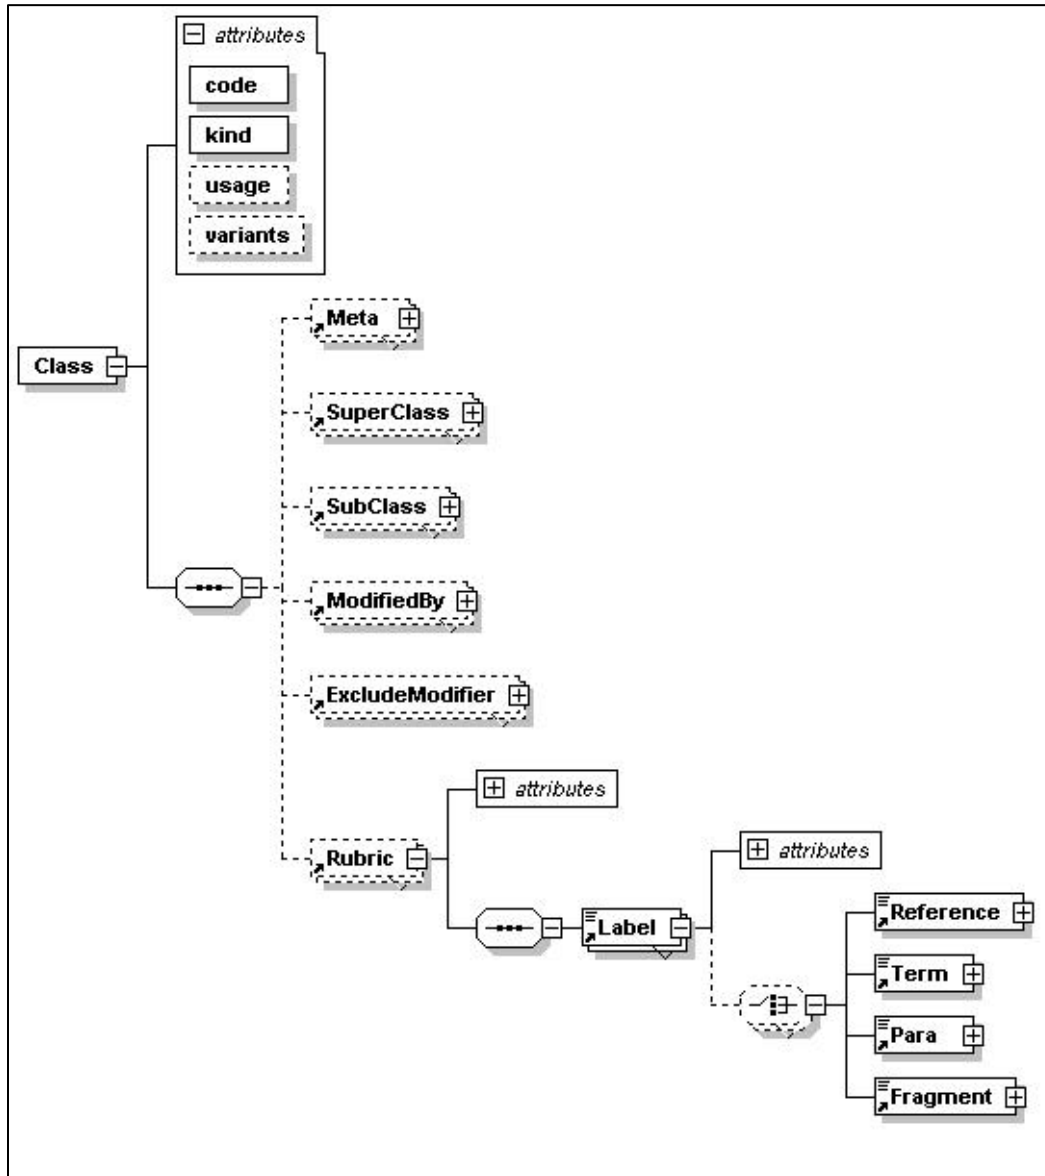 attributes
code
kind
usage
variants
Class
Meta
SuperClass
SubClass
ModifiedBy
ExcludeModifier
Rubric
attributes
Label
attributes
Reference
Term
Para
Fragment